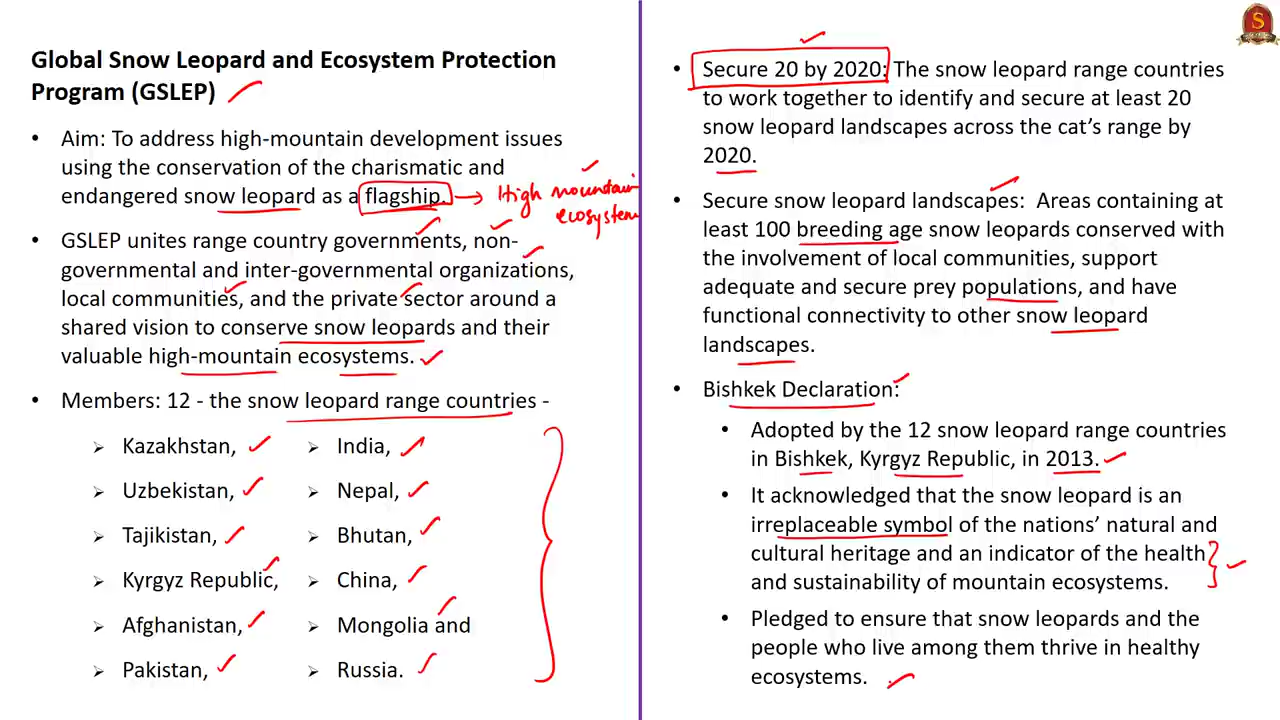 Global Snow Leopard and Ecosystem Protection
Program (GSLEP)
• Aim: To address high-mountain development issues
using the conservation of the charismatic and
endangered snow leopard as a flagship. → High mountain
ecosystem
• GSLEP unites range country governments, non-
governmental and inter-governmental organizations,
local communities, and the private sector around a
shared vision to conserve snow leopards and their
valuable high-mountain ecosystems.
• Members: 12 - the snow leopard range countries -
➢ Kazakhstan,
➢ Uzbekistan,
➢ Tajikistan,
➢ Kyrgyz Republic,
➢ Afghanistan,
➢ Pakistan,
➢ India,
➢ Nepal,
➢ Bhutan,
➢ China,
➢ Mongolia and
➢ Russia.
• Secure 20 by 2020: The snow leopard range countries
to work together to identify and secure at least 20
snow leopard landscapes across the cat's range by
2020.
• Secure snow leopard landscapes: Areas containing at
least 100 breeding age snow leopards conserved with
the involvement of local communities, support
adequate and secure prey populations, and have
functional connectivity to other snow leopard
landscapes.
• Bishkek Declaration:
• Adopted by the 12 snow leopard range countries
in Bishkek, Kyrgyz Republic, in 2013.
• It acknowledged that the snow leopard is an
irreplaceable symbol of the nations' natural and
cultural heritage and an indicator of the health
and sustainability of mountain ecosystems.
• Pledged to ensure that snow leopards and the
people who live among them thrive in healthy
ecosystems.
S